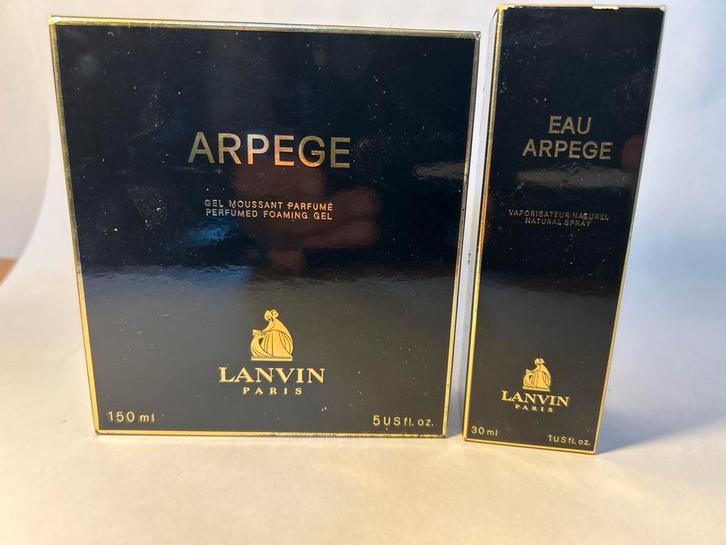 ARPEGE
GEL MOUSSANT PARFUMÉ
PERFUMED FOAMING GEL
LANVIN
PARIS
150 ml
5 US fl. oz.
EAU
ARPEGE
VAPORISATEUR NATUREL
NATURAL SPRAY
LANVIN
PARIS
30 ml
1 US fl. oz.